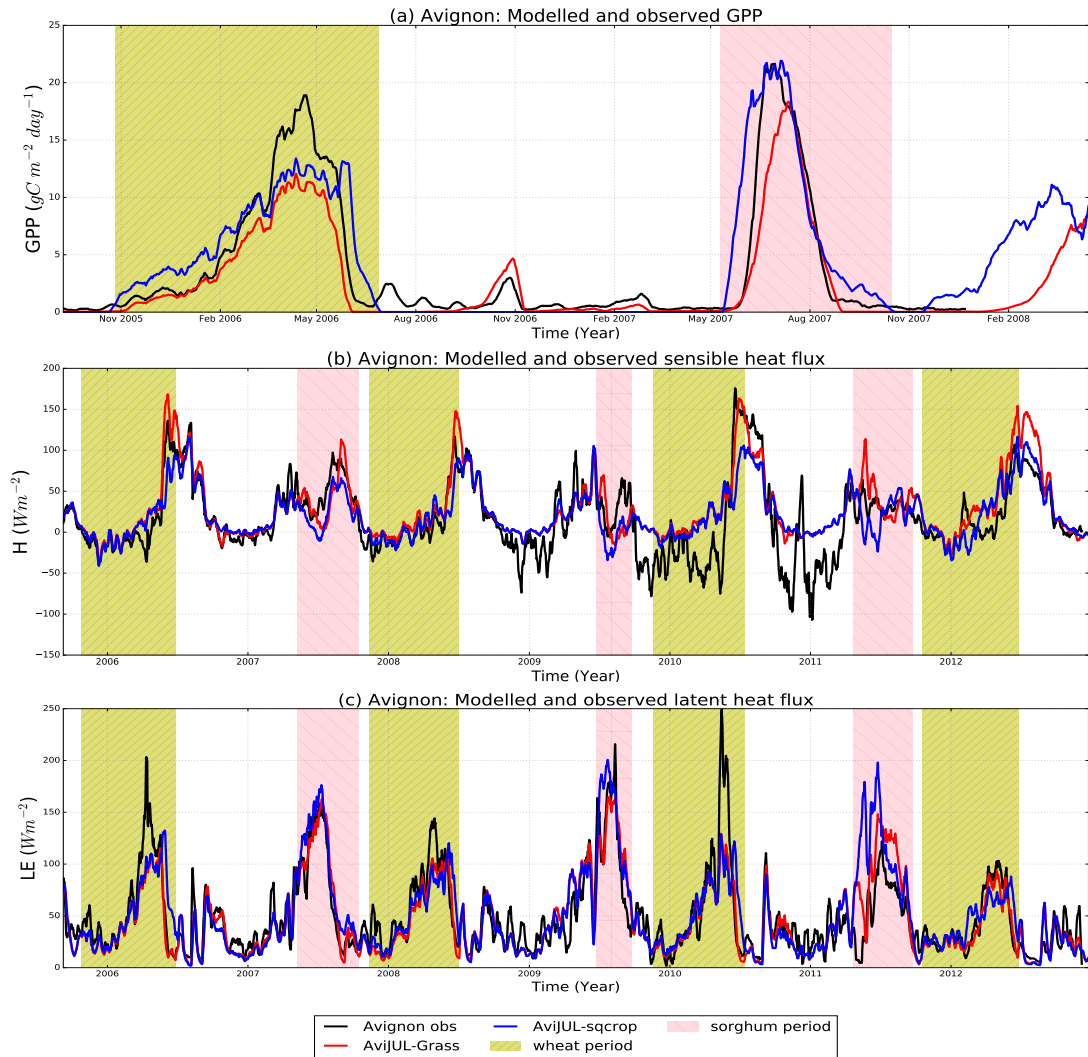 (a) Avignon: Modelled and observed GPP
GPP (gC m⁻² day⁻¹)
25
20
15
10
5
0
Nov 2005 Feb 2006 May 2006 Aug 2006 Nov 2006 Feb 2007 May 2007 Aug 2007 Nov 2007 Feb 2008
Time (Year)
(b) Avignon: Modelled and observed sensible heat flux
H (Wm⁻²)
200
150
100
50
0
−50
−100
−150
2006 2007 2008 2009 2010 2011 2012
Time (Year)
(c) Avignon: Modelled and observed latent heat flux
LE (Wm⁻²)
250
200
150
100
50
0
2006 2007 2008 2009 2010 2011 2012
Time (Year)
Avignon obs AviJUL-sqcrop sorghum period
AviJUL-Grass wheat period